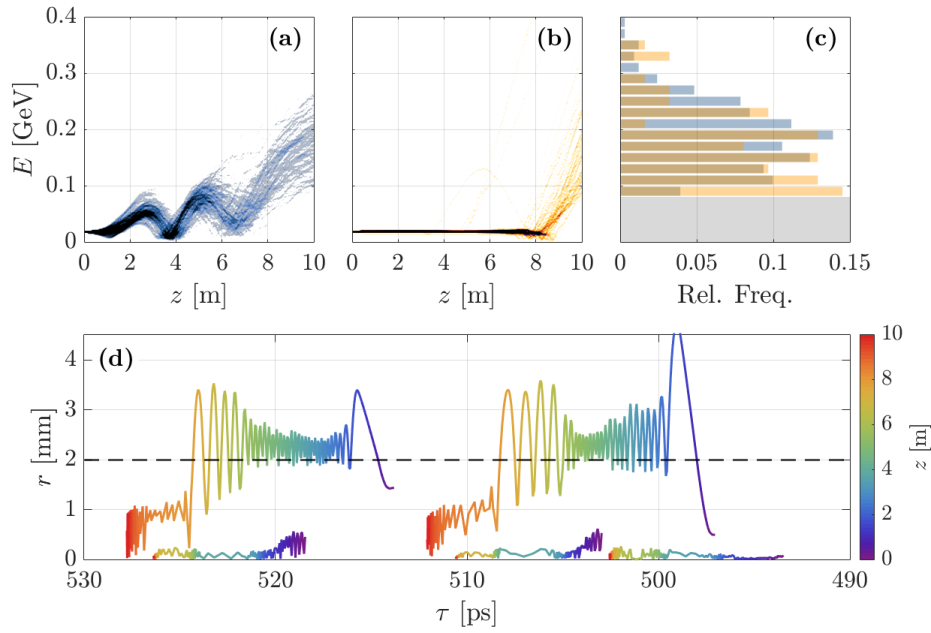 0.4
0.3
0.2
0.1
0
E [GeV]
(a)
0 2 4 6 8 10
z [m]
(b)
0 2 4 6 8 10
z [m]
(c)
0 0.05 0.1 0.15
Rel. Freq.
(d)
4
3
2
1
0
r [mm]
530 520 510 500 490
τ [ps]
10
8
6
4
2
0
z [m]